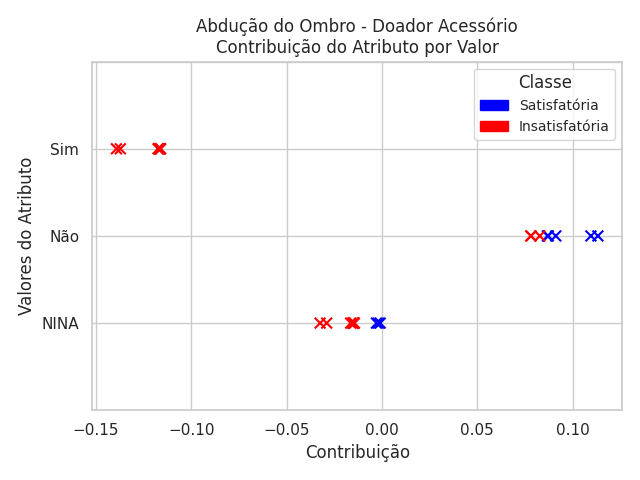 Abdução do Ombro - Doador Acessório
Contribuição do Atributo por Valor
Classe
Satisfatória
Insatisfatória
Valores do Atributo
Sim
Não
NINA
−0.15
−0.10
−0.05
0.00
0.05
0.10
Contribuição